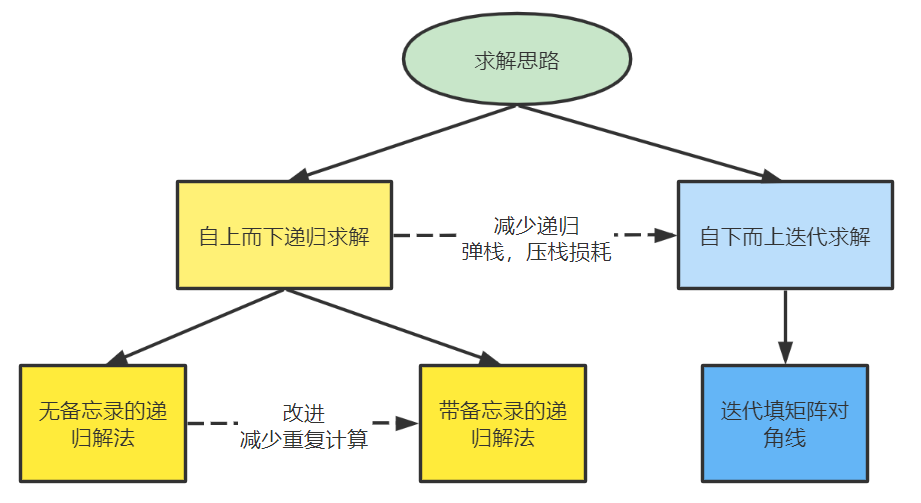 求解思路
自上而下递归求解
减少递归
弹栈，压栈损耗
自下而上迭代求解
无备忘录的递
归解法
改进
减少重复计算
带备忘录的递
归解法
迭代填矩阵对
角线